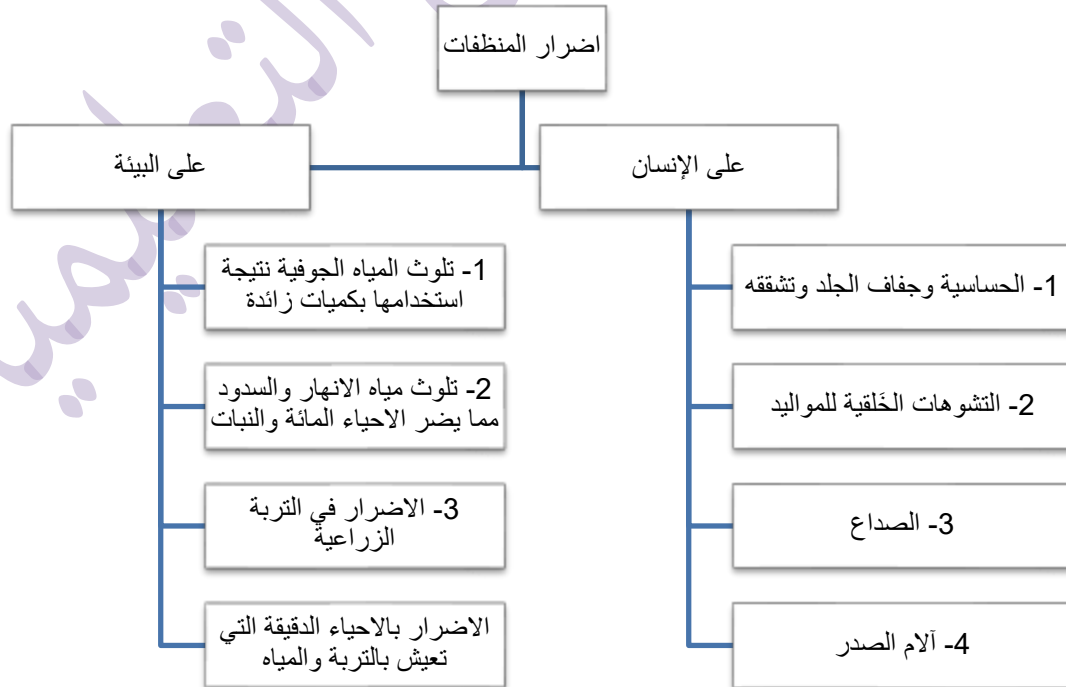 اضرار المنظفات
على الإنسان
1- الحساسية وجفاف الجلد وتشققه
2- التشوهات الخَلقية للمواليد
3- الصداع
4- آلام الصدر
على البيئة
1- تلوث المياه الجوفية نتيجة
استخدامها بكميات زائدة
2- تلوث مياه الانهار والسدود
مما يضر الاحياء المائة والنبات
3- الاضرار في التربة
الزراعية
الاضرار بالاحياء الدقيقة التي
تعيش بالتربة والمياه